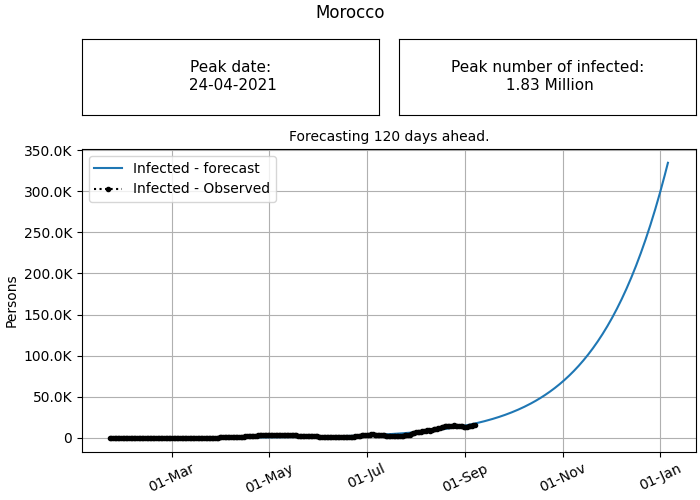 Morocco
Peak date:
24-04-2021
Peak number of infected:
1.83 Million
Forecasting 120 days ahead.
Infected - forecast
Infected - Observed
Persons
350.0K
300.0K
250.0K
200.0K
150.0K
100.0K
50.0K
0
01-Mar
01-May
01-Jul
01-Sep
01-Nov
01-Jan